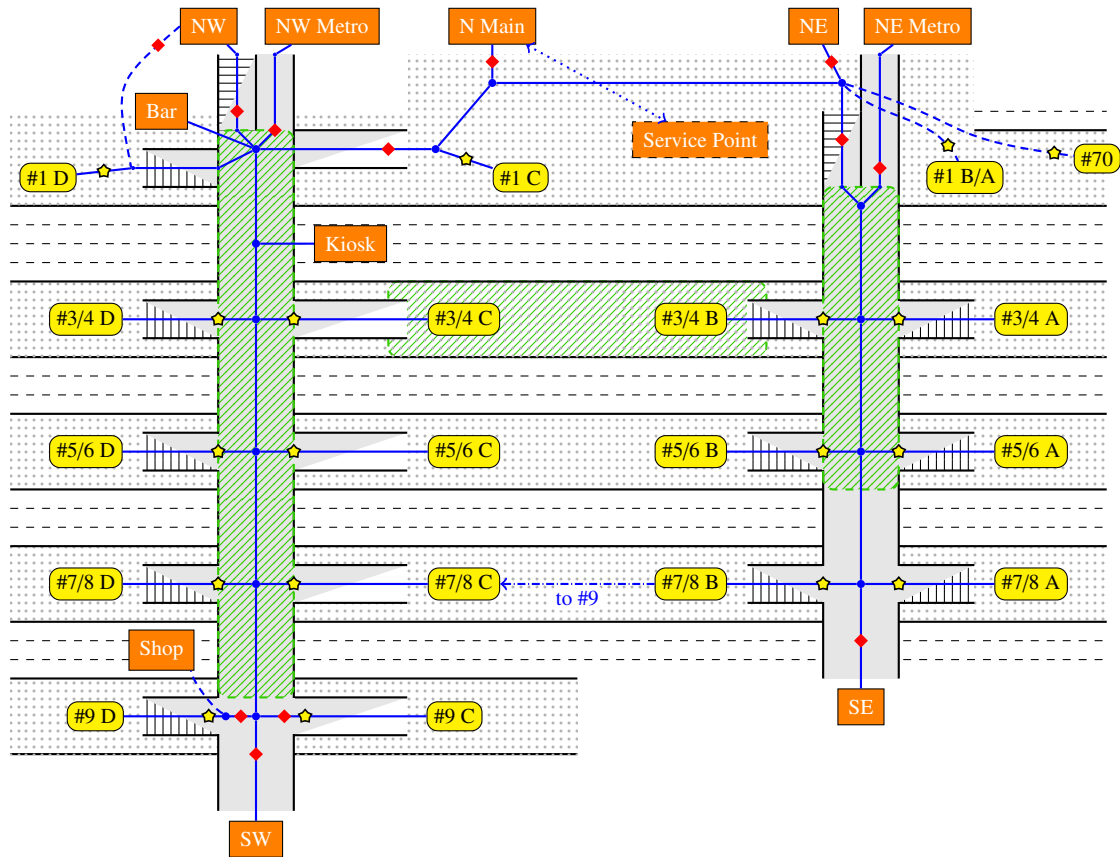 NW
NW Metro
N Main
NE
NE Metro
Bar
Service Point
#1 D
#1 C
#1 B/A
#70
Kiosk
#3/4 D
#3/4 C
#3/4 B
#3/4 A
#5/6 D
#5/6 C
#5/6 B
#5/6 A
#7/8 D
#7/8 C
to #9
#7/8 B
#7/8 A
Shop
#9 D
#9 C
SE
SW